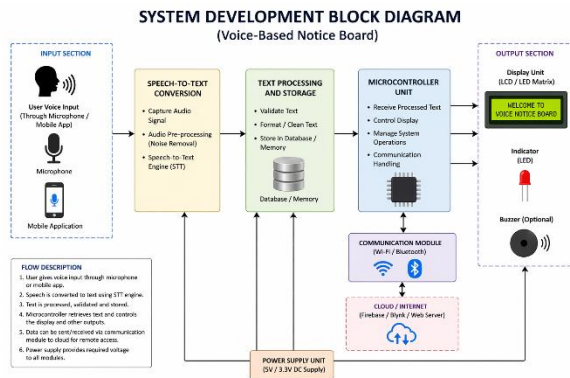 SYSTEM DEVELOPMENT BLOCK DIAGRAM
(Voice-Based Notice Board)
INPUT SECTION
User Voice Input
(Through Microphone /
Mobile App)
Microphone
Mobile Application
SPEECH-TO-TEXT
CONVERSION
• Capture Audio
Signal
• Audio Pre-processing
(Noise Removal)
• Speech-to-Text
Engine (STT)
TEXT PROCESSING
AND STORAGE
• Validate Text
• Format / Clean Text
• Store in Database /
Memory
Database / Memory
MICROCONTROLLER
UNIT
• Receive Processed Text
• Control Display
• Manage System
Operations
• Communication
Handling
OUTPUT SECTION
Display Unit
(LCD / LED Matrix)
WELCOME TO
VOICE NOTICE BOARD
Indicator
(LED)
Buzzer (Optional)
COMMUNICATION MODULE
(Wi-Fi / Bluetooth)
CLOUD / INTERNET
(Firebase / Blynk / Web Server)
POWER SUPPLY UNIT
(5V / 3.3V DC Supply)
FLOW DESCRIPTION
1. User gives voice input through microphone
or mobile app.
2. Speech is converted to text using STT engine.
3. Text is processed, validated and stored.
4. Microcontroller retrieves text and controls
the display and other outputs.
5. Data can be sent/received via communication
module to cloud for remote access.
6. Power supply provides required voltage
to all modules.